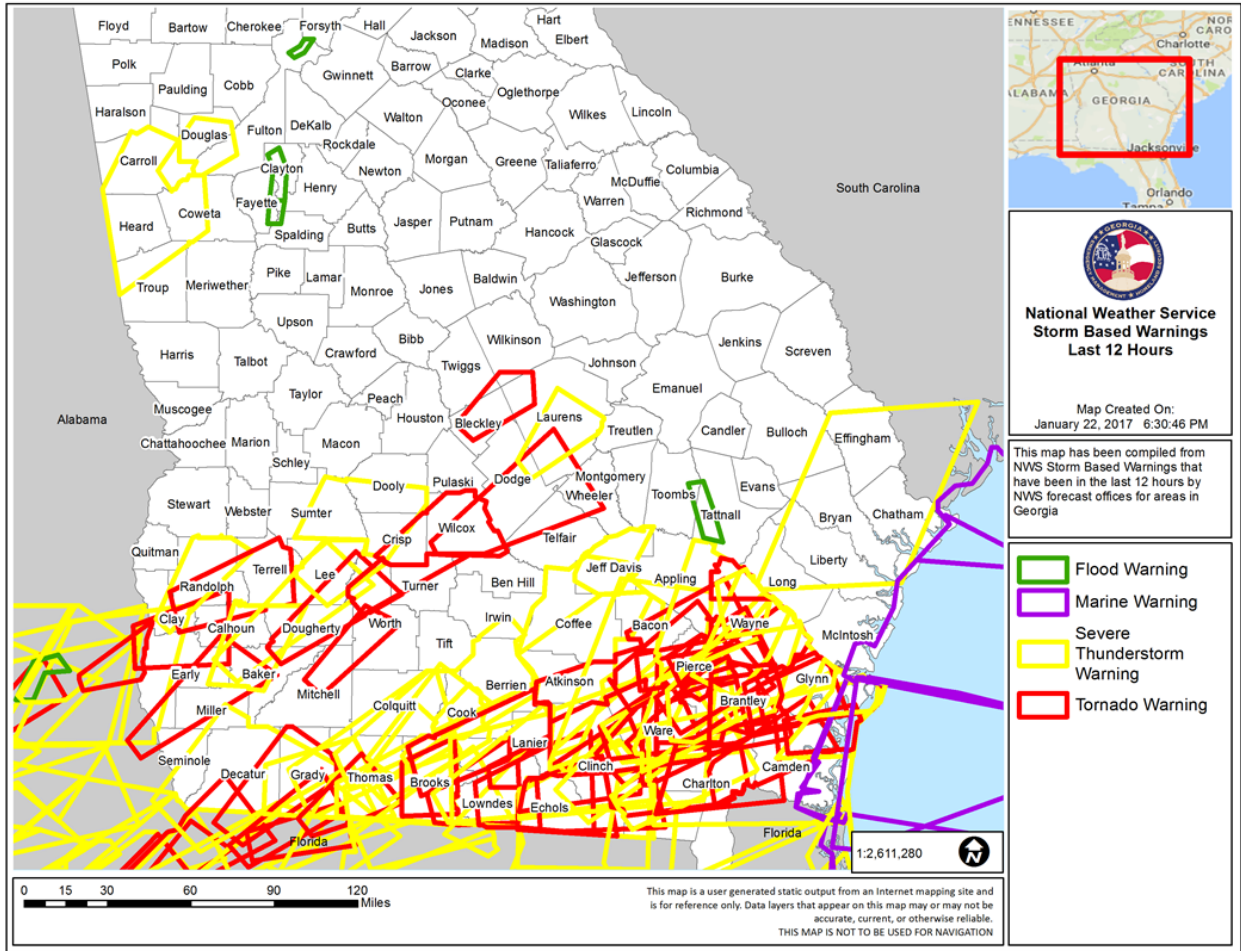 Floyd
Bartow
Cherokee
Forsyth
Hall
Hart
Jackson
Madison
Elbert
Polk
Cobb
Gwinnett
Barrow
Clarke
Paulding
Oconee
Oglethorpe
Haralson
Walton
Wilkes
Lincoln
Douglas
Fulton
DeKalb
Rockdale
Carroll
Clayton
Newton
Morgan
Greene
Taliaferro
Columbia
Henry
McDuffie
Fayette
Coweta
Warren
Heard
Butts
Jasper
Putnam
Richmond
Spalding
Hancock
Glascock
Pike
Lamar
Baldwin
Jefferson
Burke
Troup
Meriwether
Monroe
Jones
Washington
Upson
Bibb
Wilkinson
Jenkins
Harris
Talbot
Crawford
Twiggs
Johnson
Screven
Taylor
Peach
Emanuel
Muscogee
Houston
Bleckley
Laurens
Treutlen
Candler
Bulloch
Effingham
Chattahoochee
Marion
Macon
Schley
Dodge
Montgomery
Dooly
Pulaski
Wheeler
Toombs
Evans
Stewart
Webster
Sumter
Tattnall
Bryan
Chatham
Wilcox
Crisp
Telfair
Quitman
Liberty
Randolph
Terrell
Lee
Turner
Ben Hill
Jeff Davis
Appling
Long
Clay
Calhoun
Dougherty
Worth
Irwin
Coffee
Bacon
Wayne
McIntosh
Tift
Early
Baker
Pierce
Mitchell
Berrien
Atkinson
Glynn
Miller
Colquitt
Cook
Brantley
Ware
Lanier
Seminole
Decatur
Grady
Thomas
Brooks
Clinch
Camden
Charlton
Lowndes
Echols
Alabama
South Carolina
Florida
Florida
1:2,611,280
N
0 15 30 60 90 120
Miles
This map is a user generated static output from an Internet mapping site and
is for reference only. Data layers that appear on this map may or may not be
accurate, current, or otherwise reliable.
THIS MAP IS NOT TO BE USED FOR NAVIGATION
ENNESSEE
NOR
CARO
Charlotte
Atlanta
SOUTH
CAROLINA
ALABAMA
GEORGIA
Jacksonville
Orlando
Tampa
GEORGIA
National Weather Service
Storm Based Warnings
Last 12 Hours
Map Created On:
January 22, 2017 6:30:46 PM
This map has been compiled from
NWS Storm Based Warnings that
have been in the last 12 hours by
NWS forecast offices for areas in
Georgia
Flood Warning
Marine Warning
Severe
Thunderstorm
Warning
Tornado Warning